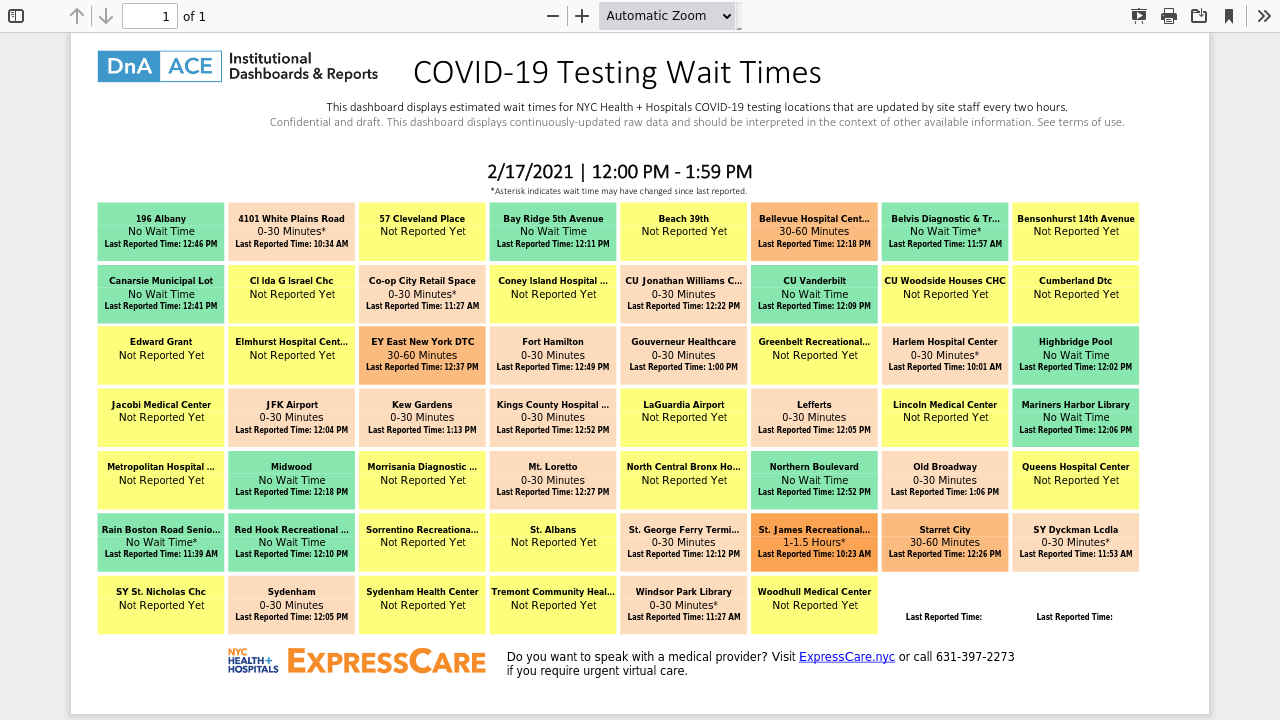 1 of 1
Automatic Zoom
DnA ACE Institutional
Dashboards & Reports
COVID-19 Testing Wait Times
This dashboard displays estimated wait times for NYC Health + Hospitals COVID-19 testing locations that are updated by site staff every two hours.
Confidential and draft. This dashboard displays continuously-updated raw data and should be interpreted in the context of other available information. See terms of use.
2/17/2021 | 12:00 PM - 1:59 PM
*Asterisk indicates wait time may have changed since last reported.
196 Albany
No Wait Time
Last Reported Time: 12:46 PM
4101 White Plains Road
0-30 Minutes*
Last Reported Time: 10:34 AM
57 Cleveland Place
Not Reported Yet
Bay Ridge 5th Avenue
No Wait Time
Last Reported Time: 12:11 PM
Beach 39th
Not Reported Yet
Bellevue Hospital Cent...
30-60 Minutes
Last Reported Time: 12:18 PM
Belvis Diagnostic & Tr...
No Wait Time*
Last Reported Time: 11:57 AM
Bensonhurst 14th Avenue
Not Reported Yet
Canarsie Municipal Lot
No Wait Time
Last Reported Time: 12:41 PM
Cl Ida G Israel Chc
Not Reported Yet
Co-op City Retail Space
0-30 Minutes*
Last Reported Time: 11:27 AM
Coney Island Hospital ...
Not Reported Yet
CU Jonathan Williams C...
0-30 Minutes
Last Reported Time: 12:22 PM
CU Vanderbilt
No Wait Time
Last Reported Time: 12:09 PM
CU Woodside Houses CHC
Not Reported Yet
Cumberland Dtc
Not Reported Yet
Edward Grant
Not Reported Yet
Elmhurst Hospital Cent...
Not Reported Yet
EY East New York DTC
30-60 Minutes
Last Reported Time: 12:37 PM
Fort Hamilton
0-30 Minutes
Last Reported Time: 12:49 PM
Gouverneur Healthcare
0-30 Minutes
Last Reported Time: 1:00 PM
Greenbelt Recreational...
Not Reported Yet
Harlem Hospital Center
0-30 Minutes*
Last Reported Time: 10:01 AM
Highbridge Pool
No Wait Time
Last Reported Time: 12:02 PM
Jacobi Medical Center
Not Reported Yet
JFK Airport
0-30 Minutes
Last Reported Time: 12:04 PM
Kew Gardens
0-30 Minutes
Last Reported Time: 1:13 PM
Kings County Hospital ...
0-30 Minutes
Last Reported Time: 12:52 PM
LaGuardia Airport
Not Reported Yet
Lefferts
0-30 Minutes
Last Reported Time: 12:05 PM
Lincoln Medical Center
Not Reported Yet
Mariners Harbor Library
No Wait Time
Last Reported Time: 12:06 PM
Metropolitan Hospital ...
Not Reported Yet
Midwood
No Wait Time
Last Reported Time: 12:18 PM
Morrisania Diagnostic ...
Not Reported Yet
Mt. Loretto
0-30 Minutes
Last Reported Time: 12:27 PM
North Central Bronx Ho...
Not Reported Yet
Northern Boulevard
No Wait Time
Last Reported Time: 12:52 PM
Old Broadway
0-30 Minutes
Last Reported Time: 1:06 PM
Queens Hospital Center
Not Reported Yet
Rain Boston Road Senio...
No Wait Time*
Last Reported Time: 11:39 AM
Red Hook Recreational ...
No Wait Time
Last Reported Time: 12:10 PM
Sorrentino Recreationa...
Not Reported Yet
St. Albans
Not Reported Yet
St. George Ferry Termi...
0-30 Minutes
Last Reported Time: 12:12 PM
St. James Recreational...
1-1.5 Hours*
Last Reported Time: 10:23 AM
Starret City
30-60 Minutes
Last Reported Time: 12:26 PM
SY Dyckman Lcdla
0-30 Minutes*
Last Reported Time: 11:53 AM
SY St. Nicholas Chc
Not Reported Yet
Sydenham
0-30 Minutes
Last Reported Time: 12:05 PM
Sydenham Health Center
Not Reported Yet
Tremont Community Heal...
Not Reported Yet
Windsor Park Library
0-30 Minutes*
Last Reported Time: 11:27 AM
Woodhull Medical Center
Not Reported Yet
Last Reported Time:
Last Reported Time:
NYC
HEALTH+
HOSPITALS
EXPRESSCARE
Do you want to speak with a medical provider? Visit ExpressCare.nyc or call 631-397-2273
if you require urgent virtual care.